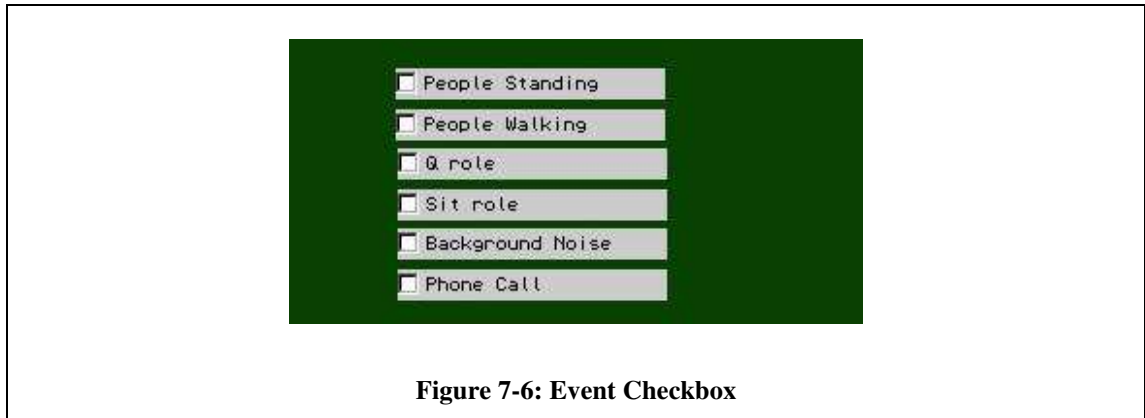 People Standing
People Walking
Q role
Sit role
Background Noise
Phone Call
Figure 7-6: Event Checkbox